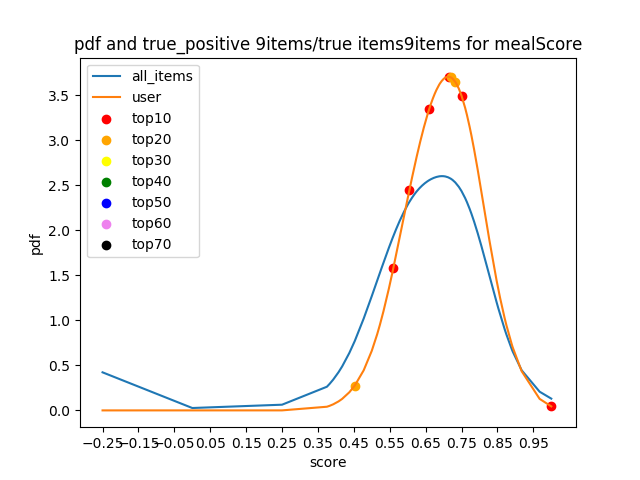 pdf and true_positive 9items/true items9items for mealScore
all_items
user
top10
top20
top30
top40
top50
top60
top70
3.5
3.0
2.5
2.0
1.5
1.0
0.5
0.0
pdf
−0.25 −0.15 −0.05 0.05 0.15 0.25 0.35 0.45 0.55 0.65 0.75 0.85 0.95
score